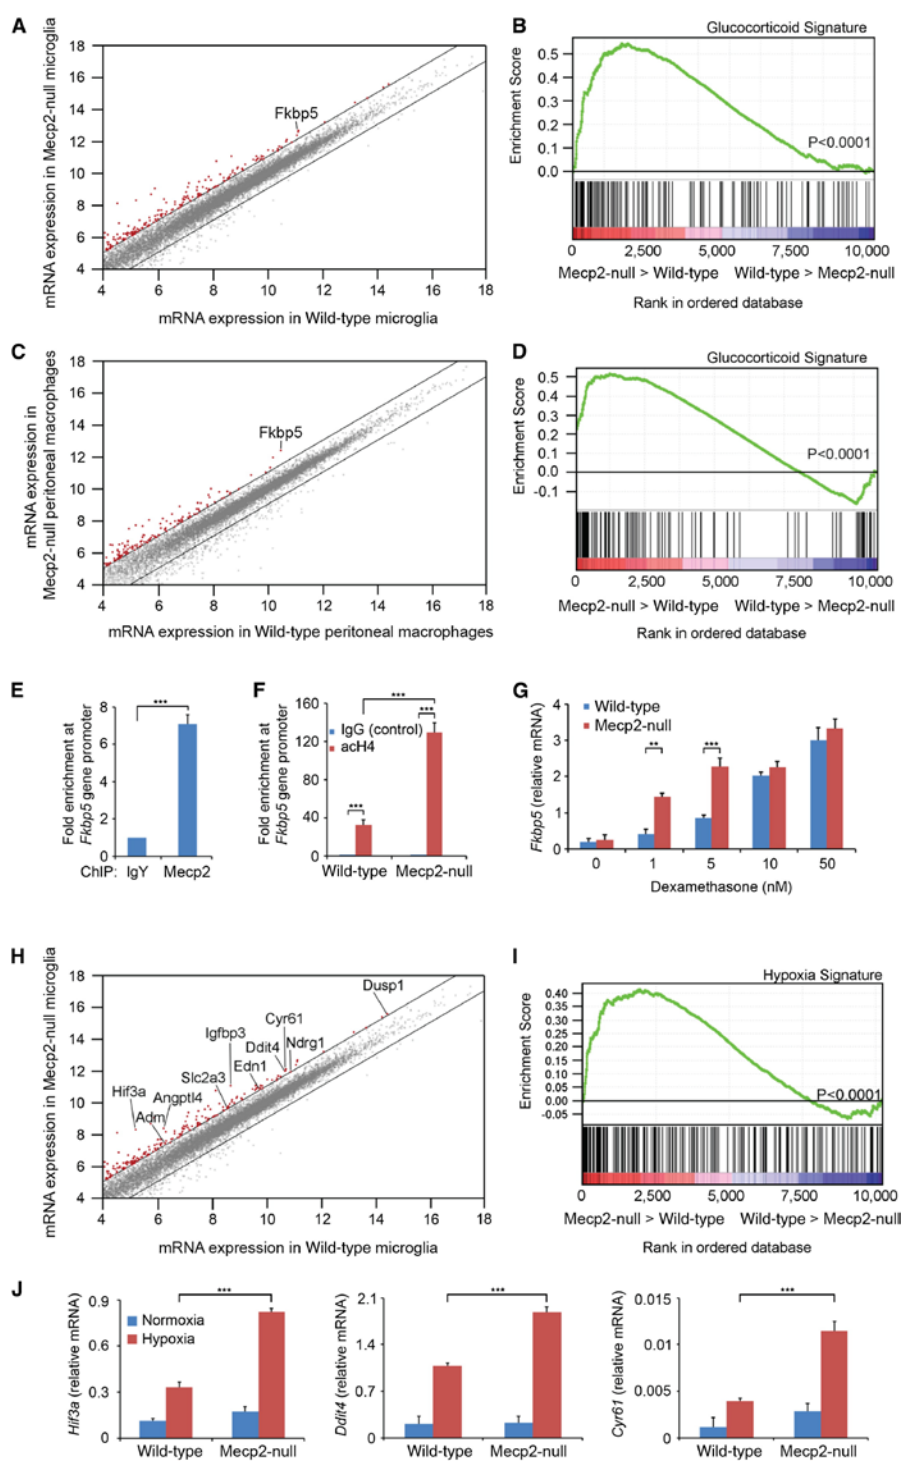 A
mRNA expression in Mecp2-null microglia
18
16
14
12
10
8
6
4
Fkbp5
4 6 8 10 12 14 16 18
mRNA expression in Wild-type microglia
B
Glucocorticoid Signature
Enrichment Score
0.5
0.4
0.3
0.2
0.1
0.0
P<0.0001
0 2,500 5,000 7,500 10,000
Mecp2-null > Wild-type Wild-type > Mecp2-null
Rank in ordered database
C
mRNA expression in
Mecp2-null peritoneal macrophages
18
16
14
12
10
8
6
4
Fkbp5
4 6 8 10 12 14 16 18
mRNA expression in Wild-type peritoneal macrophages
D
Glucocorticoid Signature
Enrichment Score
0.5
0.4
0.3
0.2
0.1
0.0
-0.1
P<0.0001
0 2,500 5,000 7,500 10,000
Mecp2-null > Wild-type Wild-type > Mecp2-null
Rank in ordered database
E
Fold enrichment at
Fkbp5 gene promoter
8
6
4
2
0
***
ChIP: IgY Mecp2
F
Fold enrichment at
Fkbp5 gene promoter
160
120
80
40
0
***
***
IgG (control)
acH4
***
Wild-type Mecp2-null
G
Fkbp5 (relative mRNA)
4
3
2
1
0
Wild-type
Mecp2-null
** ***
0 1 5 10 50
Dexamethasone (nM)
H
mRNA expression in Mecp2-null microglia
18
16
14
12
10
8
6
4
Dusp1
Cyr61
Igfbp3
Ddit4 Ndrg1
Edn1
Slc2a3
Hif3a
Angptl4
Adm
4 6 8 10 12 14 16 18
mRNA expression in Wild-type microglia
I
Hypoxia Signature
Enrichment Score
0.40
0.35
0.30
0.25
0.20
0.15
0.10
0.05
0.00
-0.05
P<0.0001
0 2,500 5,000 7,500 10,000
Mecp2-null > Wild-type Wild-type > Mecp2-null
Rank in ordered database
J
Hif3a (relative mRNA)
0.9
0.6
0.3
0
***
Normoxia
Hypoxia
Wild-type Mecp2-null
Ddit4 (relative mRNA)
2.1
1.4
0.7
0
***
Wild-type Mecp2-null
Cyr61 (relative mRNA)
0.015
0.01
0.005
0
***
Wild-type Mecp2-null